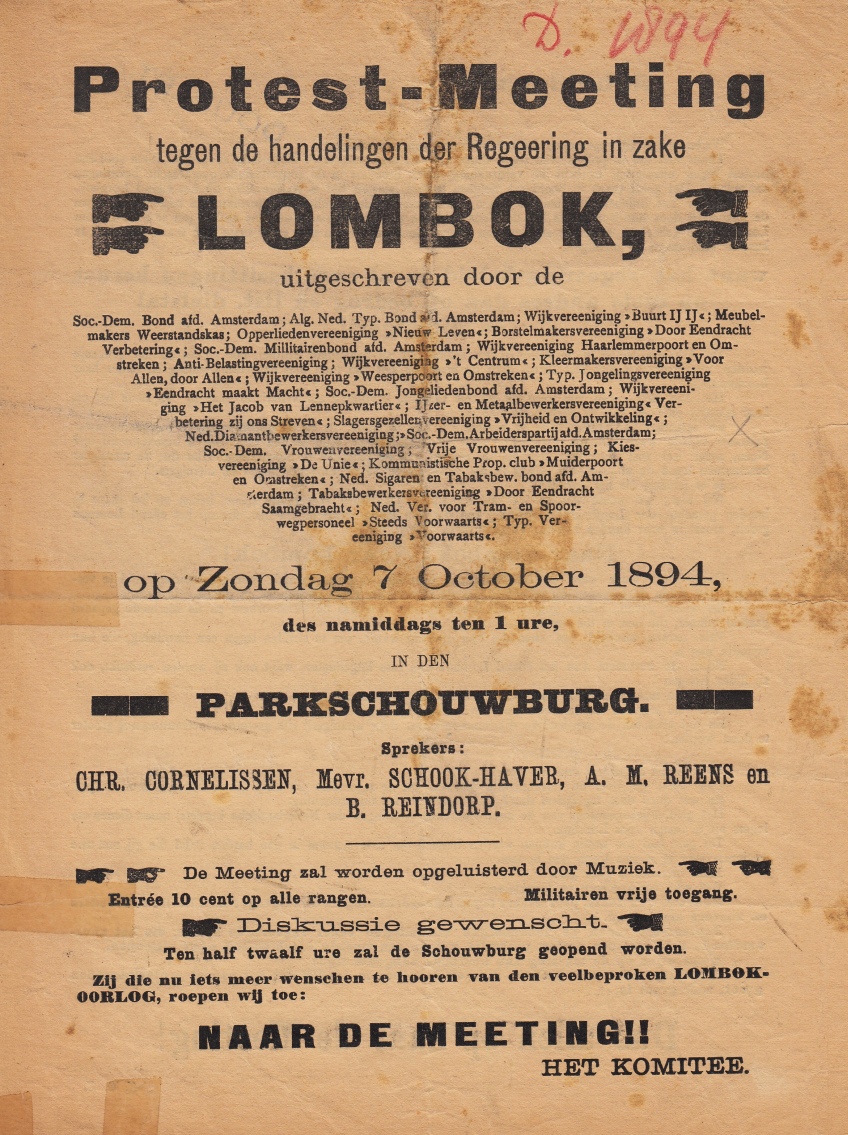 D. 1894
Protest-Meeting
tegen de handelingen der Regeering in zake
LOMBOK,
uitgeschreven door de
Soc.-Dem. Bond afd. Amsterdam; Alg. Ned. Typ. Bond afd. Amsterdam; Wijkvereeniging »Buurt IJ IJ«; Meubel-
makers Weerstandskas; Opperliedenvereeniging »Nieuw Leven«; Borstelmakersvereeniging »Door Eendracht
Verbetering«; Soc.-Dem. Millitairenbond afd. Amsterdam; Wijkvereeniging Haarlemmerpoort en Om-
streken; Anti-Belastingvereeniging; Wijkvereeniging »'t Centrum«; Kleermakersvereeniging »Voor
Allen, door Allen«; Wijkvereeniging »Weesperpoort en Omstreken«; Typ. Jongelingsvereeniging
»Eendracht maakt Macht«; Soc.-Dem. Jongeliedenbond afd. Amsterdam; Wijkvereeni-
ging »Het Jacob van Lennepkwartier«; IJzer- en Metaalbewerkersvereeniging« Ver-
betering zij ons Streven«; Slagersgezellenvereeniging »Vrijheid en Ontwikkeling«;
Ned. Diamantbewerkersvereeniging;»Soc.-Dem. Arbeiderspartij afd. Amsterdam;
Soc.-Dem. Vrouwenvereeniging; Vrije Vrouwenvereeniging; Kies-
vereeniging »De Unie«; Kommunistische Prop. club »Muiderpoort
en Omstreken«; Ned. Sigaren en Tabaksbew. bond afd. Am-
sterdam; Tabaksbewerkersvereeniging »Door Eendracht
Saamgebracht«; Ned. Ver. voor Tram- en Spoor-
wegpersoneel »Steeds Voorwaarts«; Typ. Ver-
eeniging »Voorwaarts«.
op Zondag 7 October 1894,
des namiddags ten 1 ure,
IN DEN
PARKSCHOUWBURG.
Sprekers:
CHR. CORNELISSEN, Mevr. SCHOOK-HAVER, A. M. REENS en
B. REINDORP.
De Meeting zal worden opgeluisterd door Muziek.
Entrée 10 cent op alle rangen. Militairen vrije toegang.
Diskussie gewenscht.
Ten half twaalf ure zal de Schouwburg geopend worden.
Zij die nu iets meer wenschen te hooren van den veelbeproken LOMBOK-
OORLOG, roepen wij toe:
NAAR DE MEETING!!
HET KOMITEE.